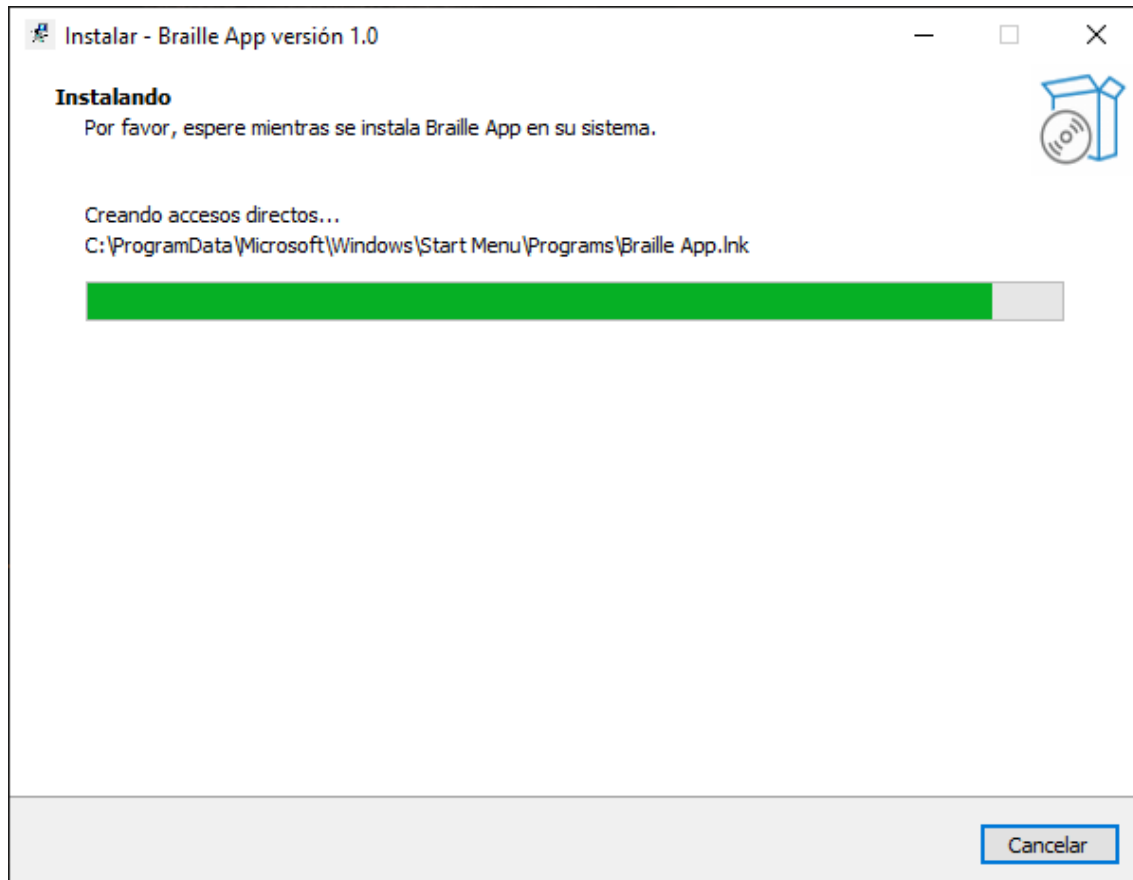 Instalar - Braille App versión 1.0
Instalando
Por favor, espere mientras se instala Braille App en su sistema.
Creando accesos directos...
C:\ProgramData\Microsoft\Windows\Start Menu\Programs\Braille App.lnk
Cancelar